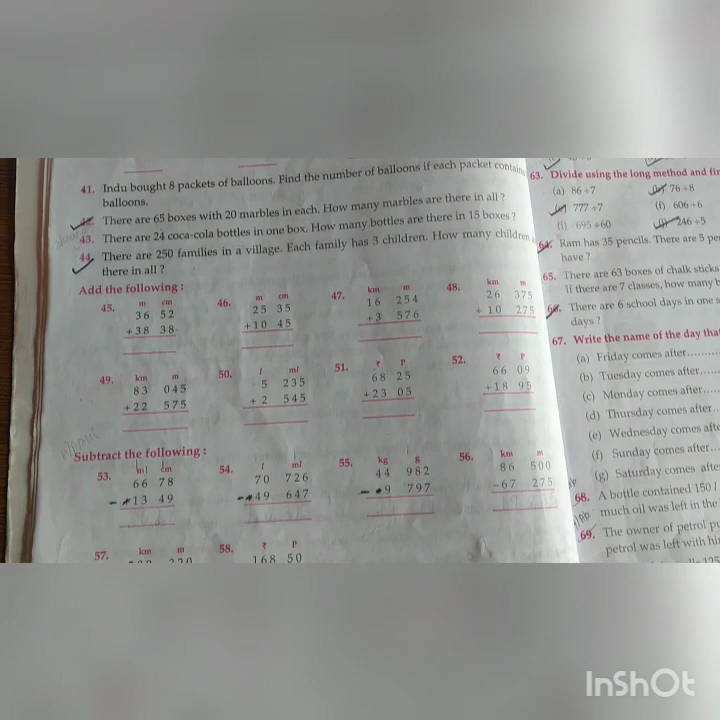 41. Indu bought 8 packets of balloons. Find the number of balloons if each packet contains
balloons.
42. There are 65 boxes with 20 marbles in each. How many marbles are there in all ?
43. There are 24 coca-cola bottles in one box. How many bottles are there in 15 boxes ?
44. There are 250 families in a village. Each family has 3 children. How many children
there in all ?
Add the following :
45. m cm
36 52
+38 38
46. m cm
25 35
+10 45
47. km m
16 254
+3 576
48. km m
26 375
+ 10 275
49. km m
83 045
+22 575
50. l ml
5 235
+ 2 545
51. ₹ P
68 25
+23 05
52. ₹ P
66 09
+18 95
Subtract the following :
53. m cm
66 78
-13 49
54. l ml
70 726
-49 647
55. kg g
44 982
-9 797
56. km m
86 500
-67 275
57. km m
220
58. ₹ P
168 50
63. Divide using the long method and fin
(a) 86÷7
(b) 76÷8
777÷7
(f) 606÷6
(i) 695÷60
246÷5
64. Ram has 35 pencils. There are 5 pe
have ?
65. There are 63 boxes of chalk sticks
If there are 7 classes, how many b
66. There are 6 school days in one s
days ?
67. Write the name of the day tha
(a) Friday comes after.........
(b) Tuesday comes after....
(c) Monday comes after....
(d) Thursday comes after..
(e) Wednesday comes afte
(f) Sunday comes after...
(g) Saturday comes afte
68. A bottle contained 150 l
much oil was left in the
69. The owner of petrol p
petrol was left with hi
InShOt